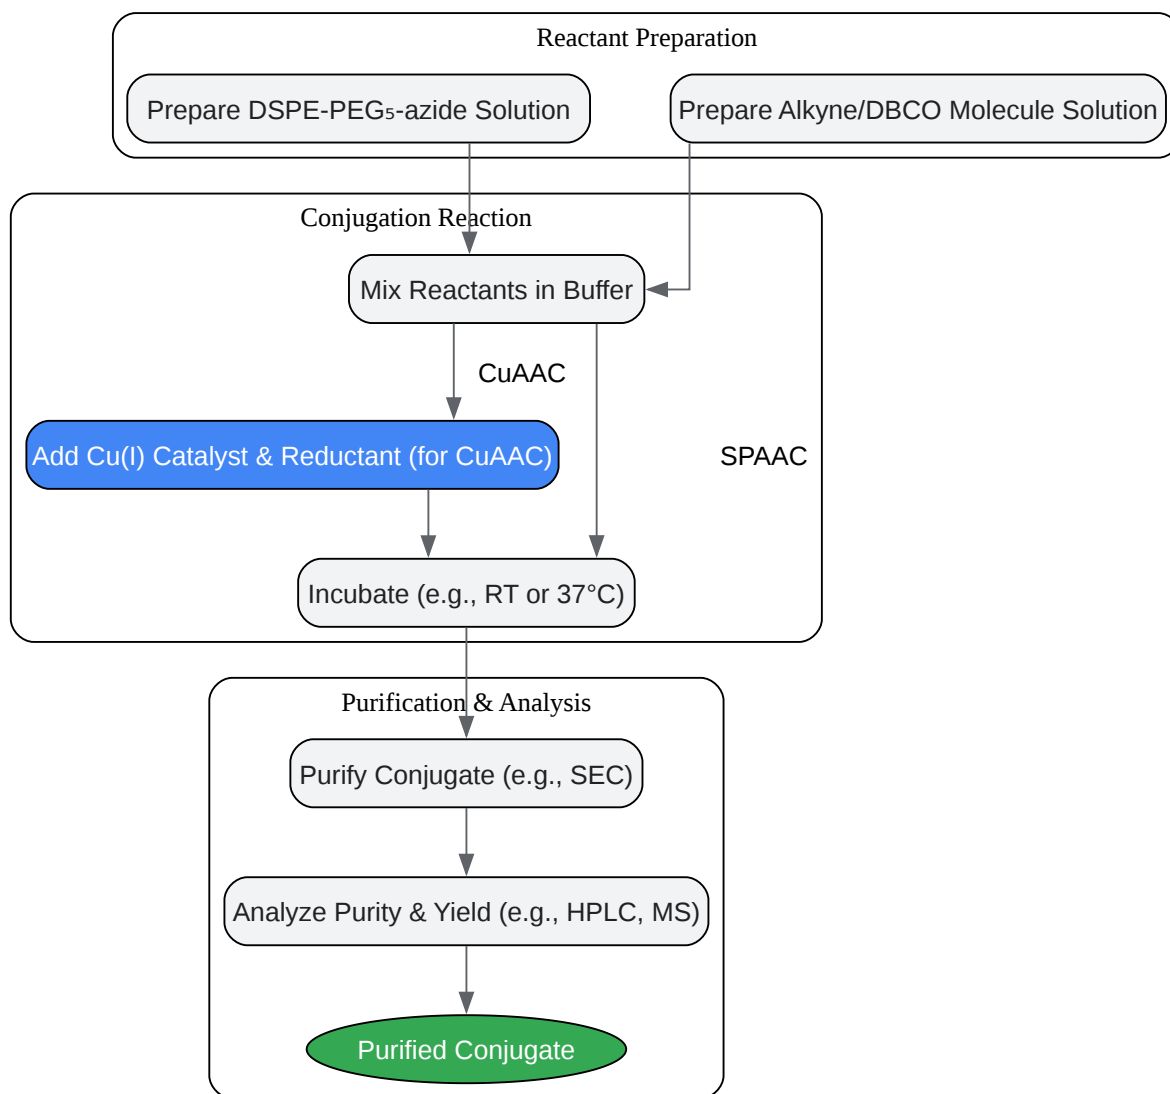 Reactant Preparation
Prepare DSPE-PEG₅-azide Solution
Prepare Alkyne/DBCO Molecule Solution
Conjugation Reaction
Mix Reactants in Buffer
CuAAC
Add Cu(I) Catalyst & Reductant (for CuAAC)
SPAAC
Incubate (e.g., RT or 37°C)
Purification & Analysis
Purify Conjugate (e.g., SEC)
Analyze Purity & Yield (e.g., HPLC, MS)
Purified Conjugate